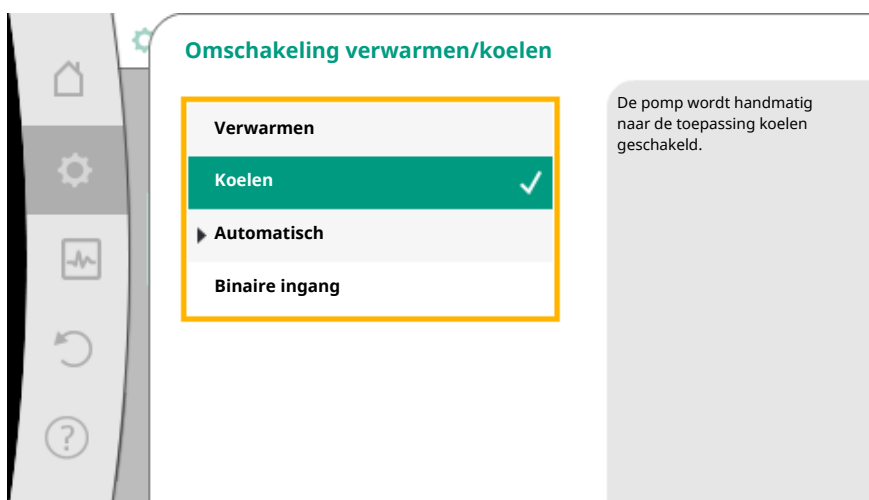 Omschakeling verwarmen/koelen
Verwarmen
Koelen
Automatisch
Binaire ingang
De pomp wordt handmatig
naar de toepassing koelen
geschakeld.
?